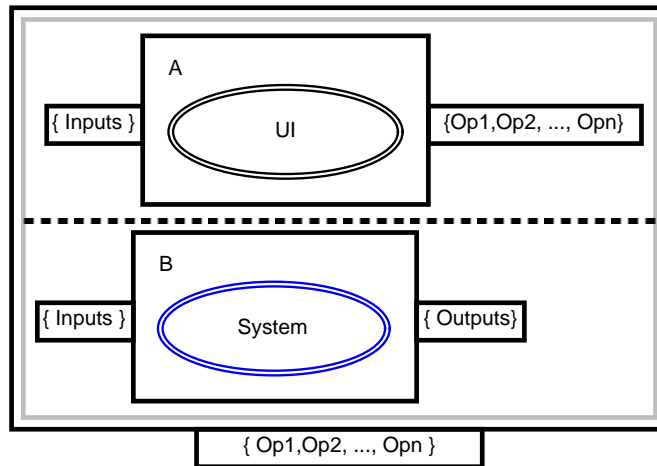 A
{ Inputs }
UI
{Op1,Op2, ..., Opn}
B
{ Inputs }
System
{ Outputs}
{ Op1,Op2, ..., Opn }